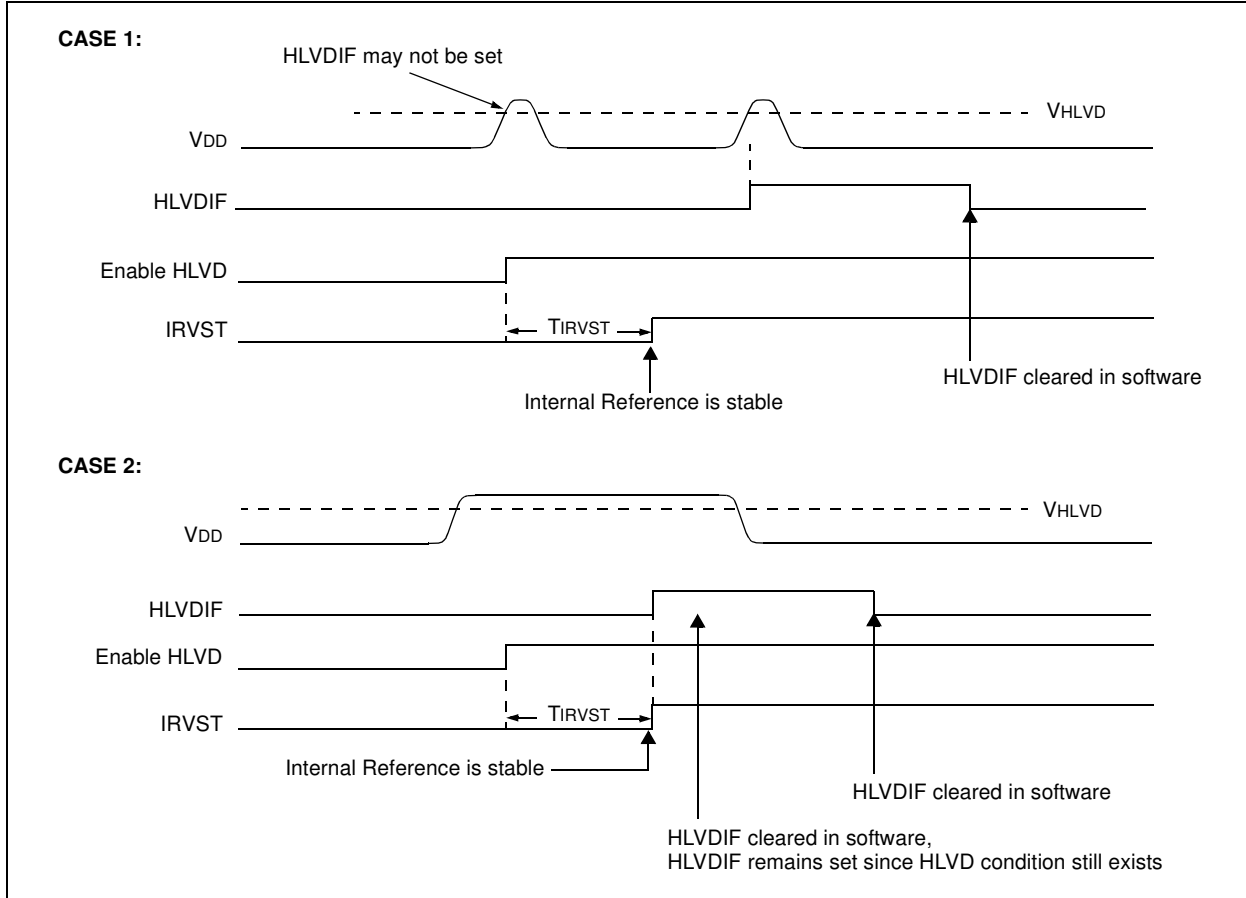 CASE 1:
HLVDIF may not be set
VHLVD
VDD
HLVDIF
Enable HLVD
TIRVST
IRVST
HLVDIF cleared in software
Internal Reference is stable
CASE 2:
VHLVD
VDD
HLVDIF
Enable HLVD
TIRVST
IRVST
Internal Reference is stable
HLVDIF cleared in software
HLVDIF cleared in software,
HLVDIF remains set since HLVD condition still exists